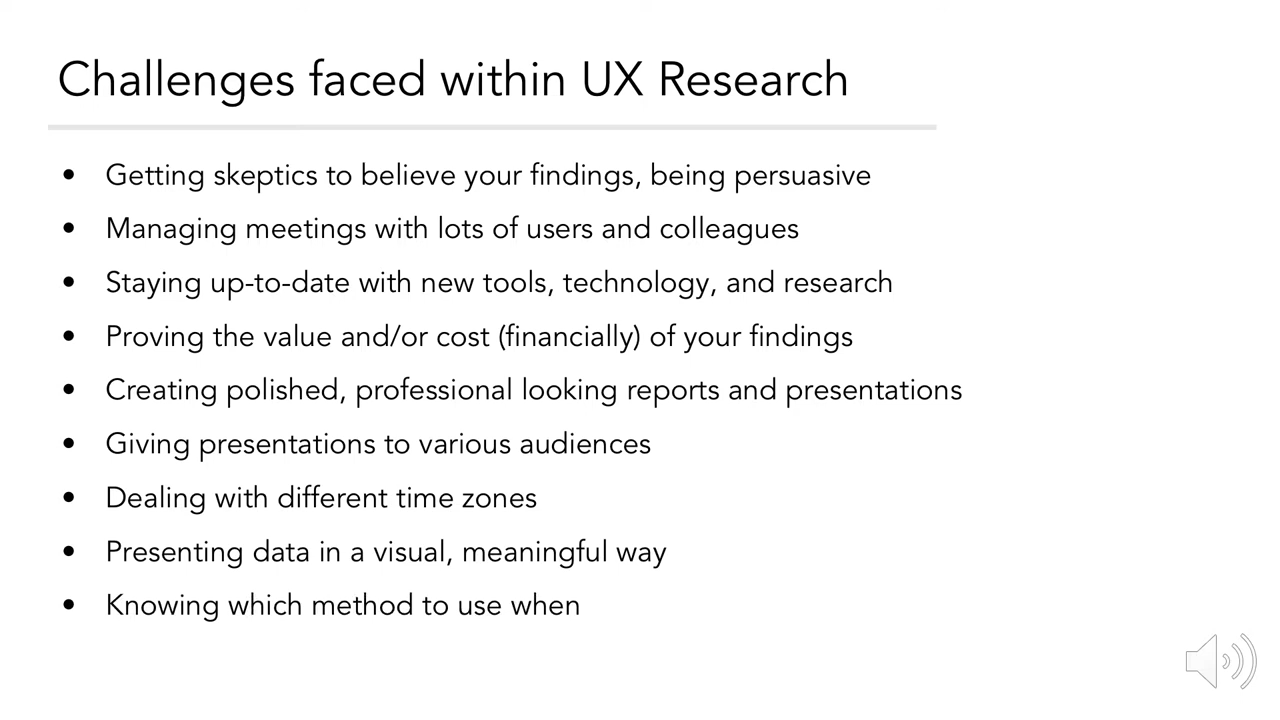 Challenges faced within UX Research
• Getting skeptics to believe your findings, being persuasive
• Managing meetings with lots of users and colleagues
• Staying up-to-date with new tools, technology, and research
• Proving the value and/or cost (financially) of your findings
• Creating polished, professional looking reports and presentations
• Giving presentations to various audiences
• Dealing with different time zones
• Presenting data in a visual, meaningful way
• Knowing which method to use when